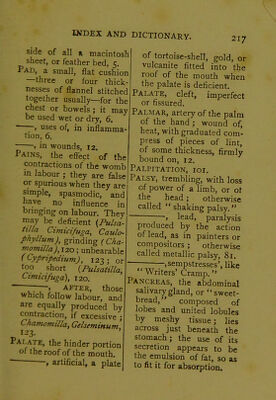 INDEX AND DICTIONARY.
217
side of all a macintosh
sheet, or feather bed, 5.
PAD, a small, flat cushion
—three or four thick-
nesses of flannel stitched
together usually—for the
chest or bowels; it may
be used wet or dry, 6.
——, uses of, in inflamma-
tion, 6.
——, in wounds, 12.
PAINS, the effect of the
contractions of the womb
in labour; they are false
or spurious when they are
simple, spasmodic, and
have no influence in
bringing on labour. They
may be deficient (Pulsa-
tilla Cimicifuga, Caulo-
phyllum), grinding (Cha-
momilla), 120; unbearable
(Cypripedium), 123; or
too short (Pulsatilla,
Cimicifuga), 120.
———, AFTER, those
which follow labour, and
are equally produced by
contraction, if excessive;
Chamomilla, Gelseminum,
123.
PALATE, the hinder portion
of the roof of the mouth.
———, artificial, a plate
of tortoise-shell, gold, or
vulcanite fitted into the
roof of the mouth when
the palate is deficient.
PALATE, cleft, imperfect
or fissured.
PALMAR, artery of the palm
of the hand; wound of,
heat, with graduated com-
press of pieces of lint,
of some thickness, firmly
bound on, 12.
PALPITATION, 101.
PALSY, trembling, with loss
of power of a limb, or of
the head; otherwise
called "shaking palsy."
———, lead, paralysis
produced by the action
of lead, as in painters or
compositors; otherwise
called metallic palsy, 81.
———, sempstresses', like
"Writers' Cramp."
PANCREAS, the abdominal
salivary gland, or "sweet-
bread," composed of
lobes and united lobules
by meshy tissue; lies
across just beneath the
stomach; the use of its
secretion appears to be
the emulsion of fat, so as
to fit it for absorption.